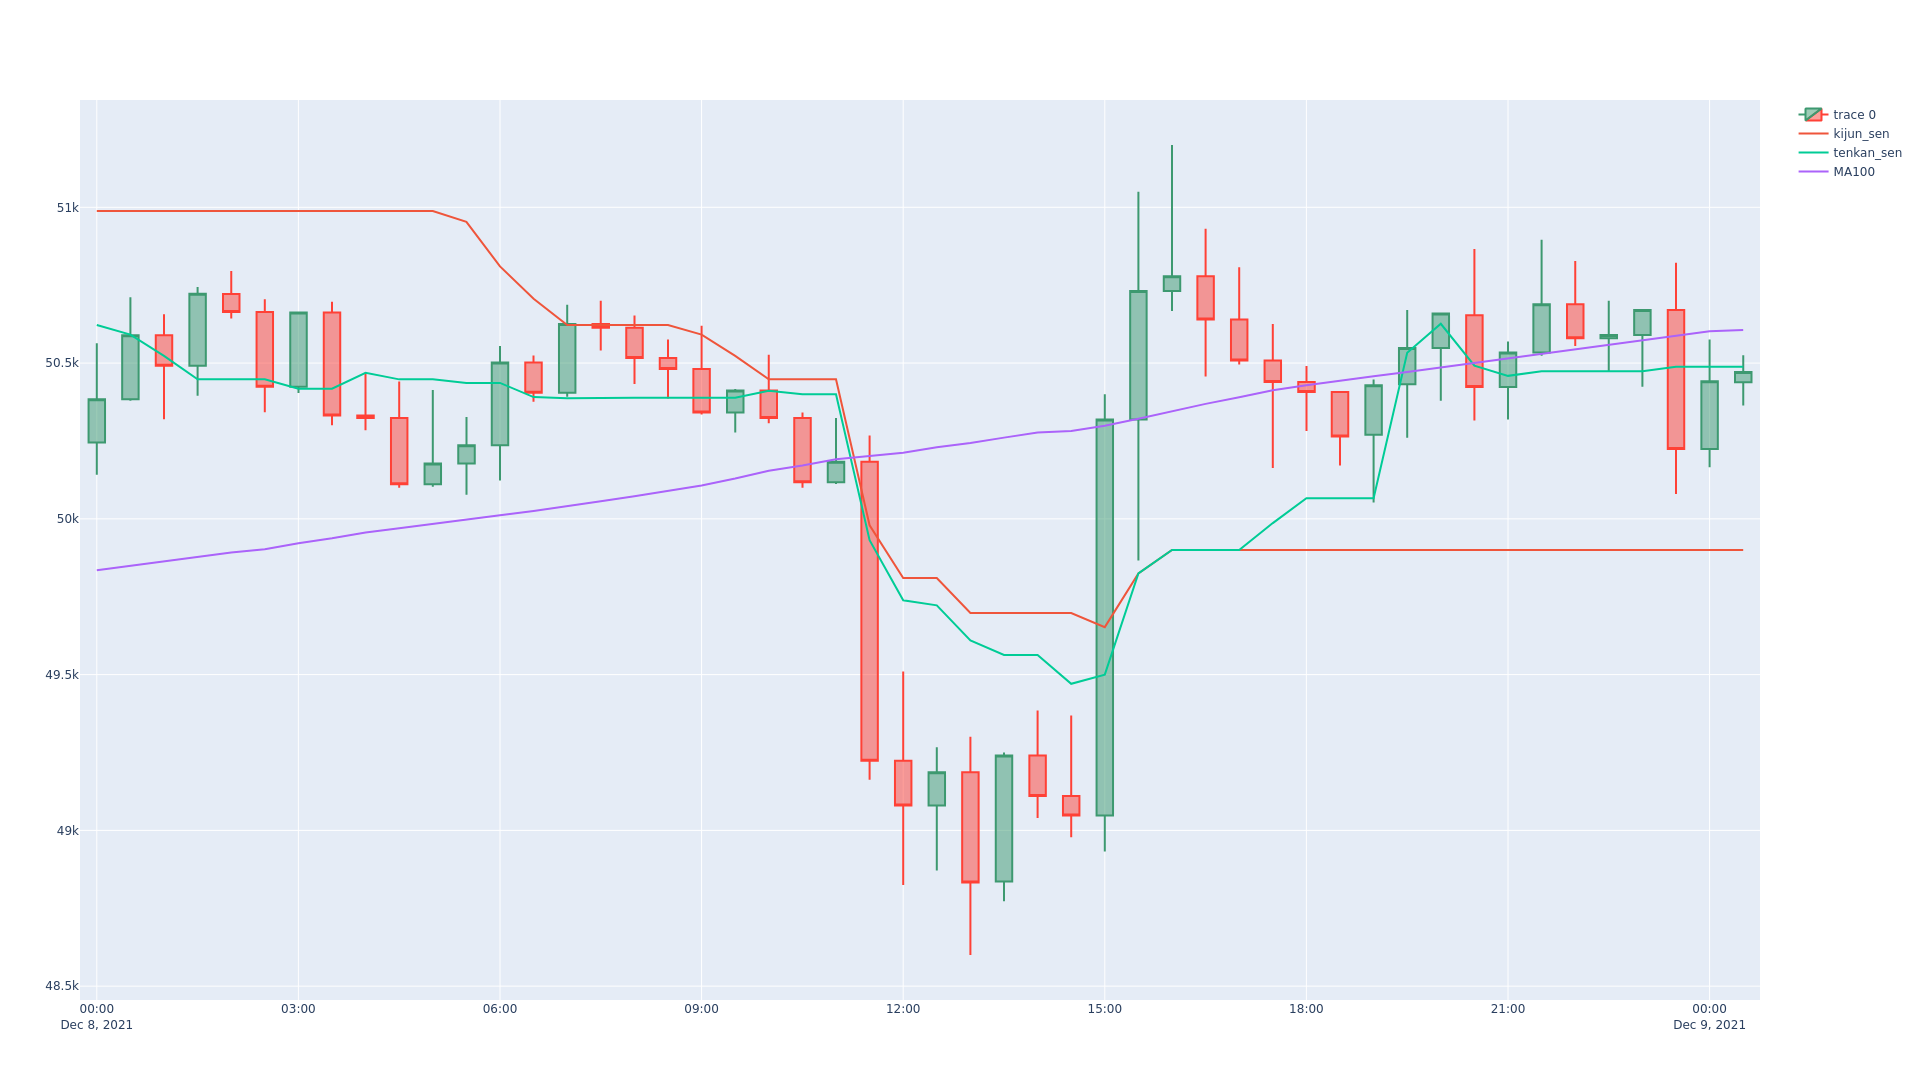 trace 0
kijun_sen
tenkan_sen
MA100
51k
50.5k
50k
49.5k
49k
48.5k
00:00 03:00 06:00 09:00 12:00 15:00 18:00 21:00 00:00
Dec 8, 2021 Dec 9, 2021